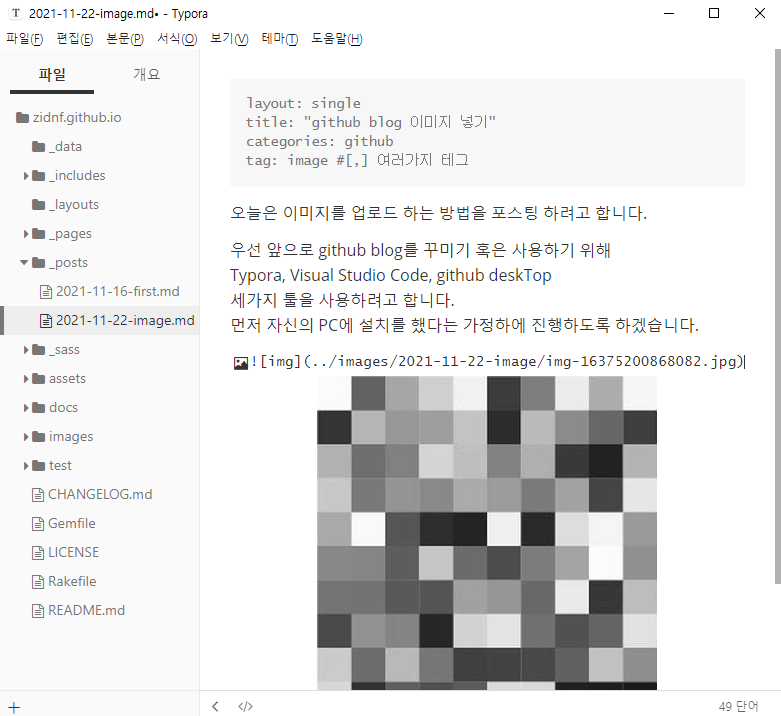 T 2021-11-22-image.md• - Typora
파일(F) 편집(E) 본문(P) 서식(O) 보기(V) 테마(T) 도움말(H)
파일 개요
zidnf.github.io
_data
_includes
_layouts
_pages
_posts
2021-11-16-first.md
2021-11-22-image.md
_sass
assets
docs
images
test
CHANGELOG.md
Gemfile
LICENSE
Rakefile
README.md
layout: single
title: "github blog 이미지 넣기"
categories: github
tag: image #[,] 여러가지 테그
오늘은 이미지를 업로드 하는 방법을 포스팅 하려고 합니다.
우선 앞으로 github blog를 꾸미기 혹은 사용하기 위해
Typora, Visual Studio Code, github deskTop
세가지 툴을 사용하려고 합니다.
먼저 자신의 PC에 설치를 했다는 가정하에 진행하도록 하겠습니다.
![img](../images/2021-11-22-image/img-16375200868082.jpg)
+ < </> 49 단어